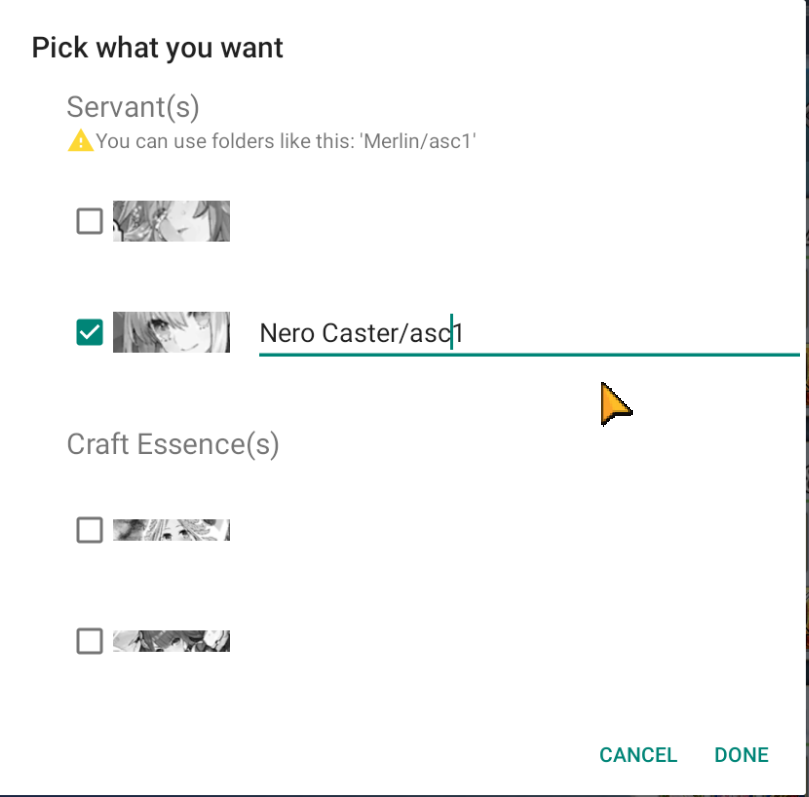 Pick what you want
Servant(s)
You can use folders like this: 'Merlin/asc1'
Nero Caster/asc1
Craft Essence(s)
CANCEL DONE